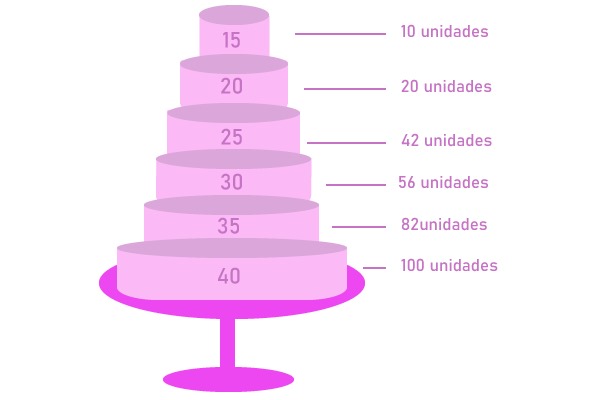 15 10 unidades
20 20 unidades
25 42 unidades
30 56 unidades
35 82unidades
40 100 unidades